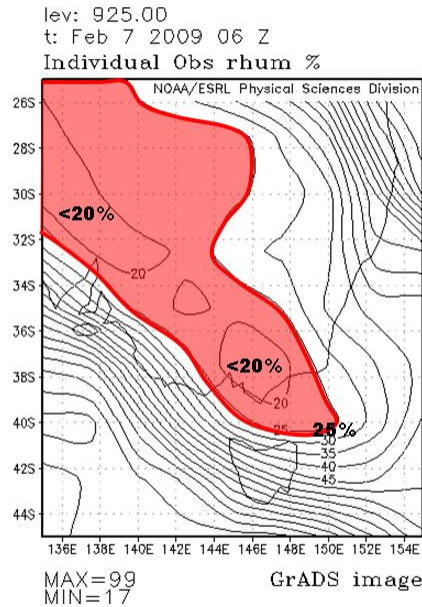 lev: 925.00
t: Feb 7 2009 06 Z
Individual Obs rhum %
NOAA/ESRL Physical Sciences Division
26S
28S
30S
<20%
32S
20
34S
36S
<20%
38S
20
40S
25
25%
30
35
42S
40
45
44S
136E 138E 140E 142E 144E 146E 148E 150E 152E 154E
MAX=99
GrADS image
MIN=17